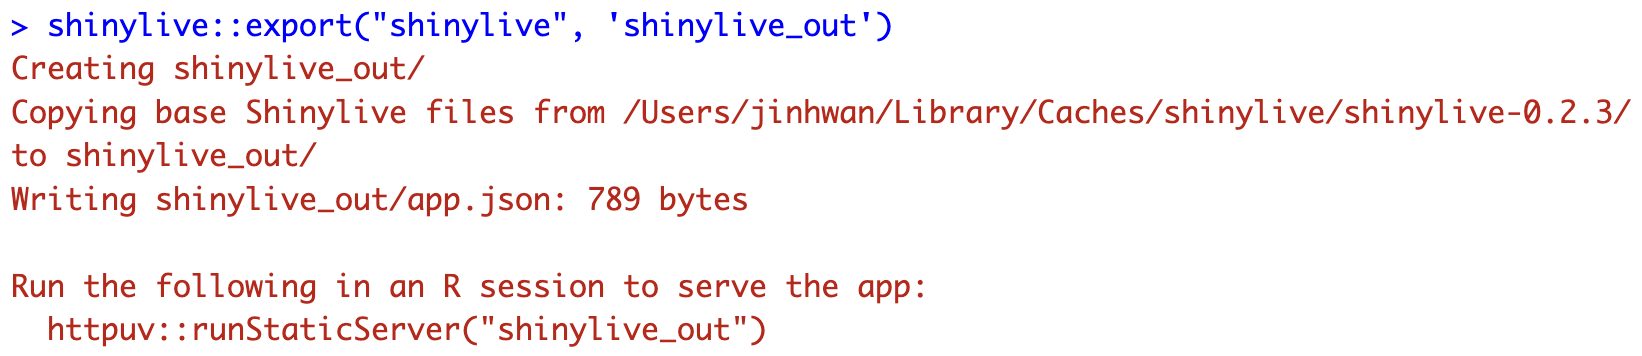 > shinylive::export("shinylive", 'shinylive_out')
Creating shinylive_out/
Copying base Shinylive files from /Users/jinhwan/Library/Caches/shinylive/shinylive-0.2.3/
to shinylive_out/
Writing shinylive_out/app.json: 789 bytes

Run the following in an R session to serve the app:
  httpuv::runStaticServer("shinylive_out")